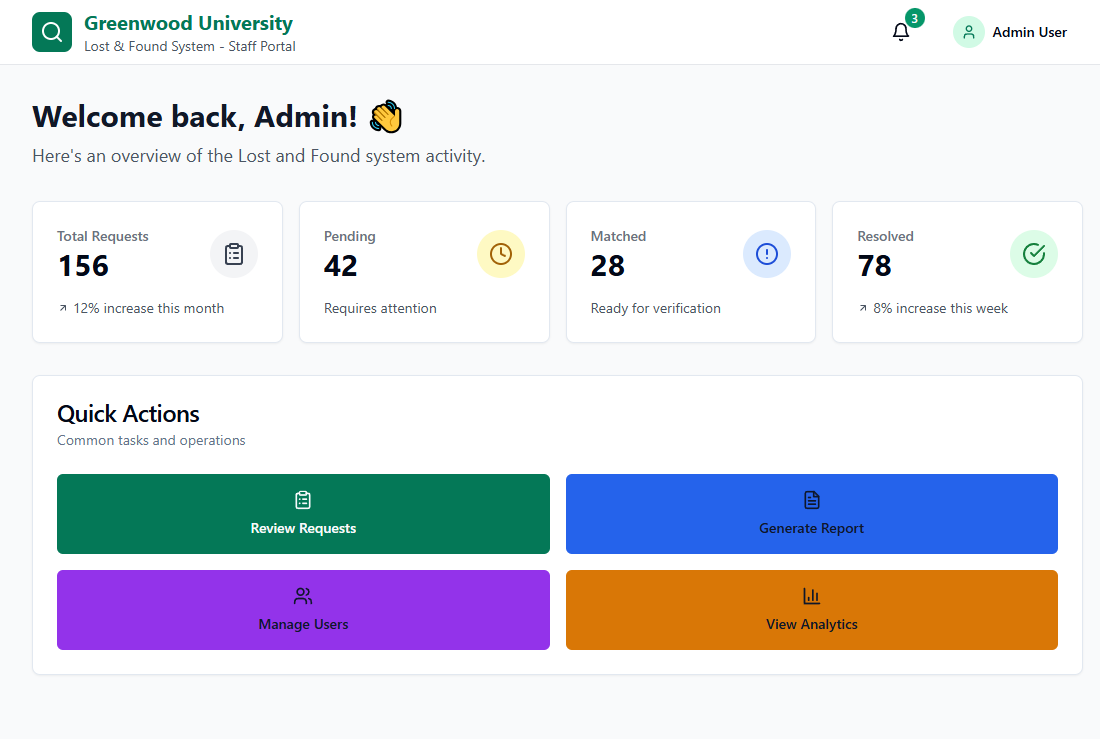 Greenwood University
Lost & Found System - Staff Portal
3
Admin User
Welcome back, Admin! 👋
Here's an overview of the Lost and Found system activity.
Total Requests
156
12% increase this month
Pending
42
Requires attention
Matched
28
Ready for verification
Resolved
78
8% increase this week
Quick Actions
Common tasks and operations
Review Requests
Generate Report
Manage Users
View Analytics